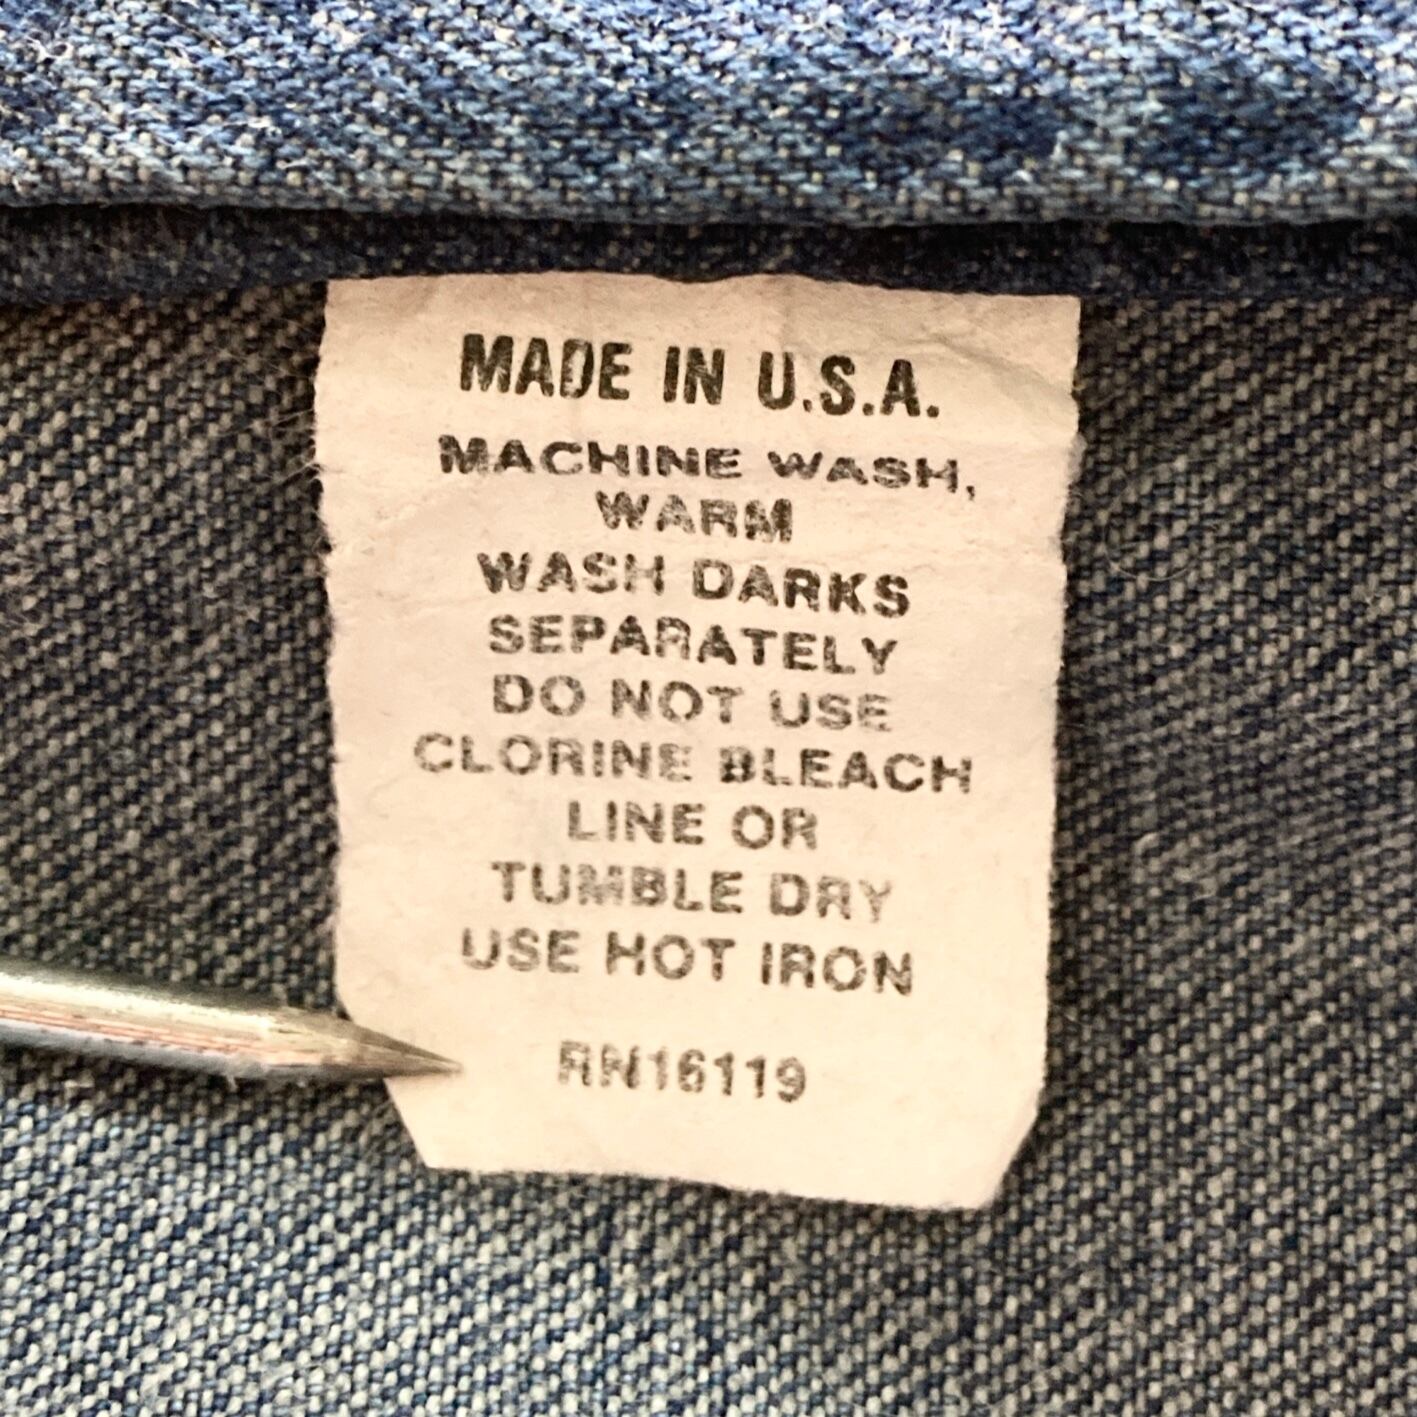 MADE IN U.S.A.
MACHINE WASH,
WARM
WASH DARKS
SEPARATELY
DO NOT USE
CLORINE BLEACH
LINE OR
TUMBLE DRY
USE HOT IRON
RN16119